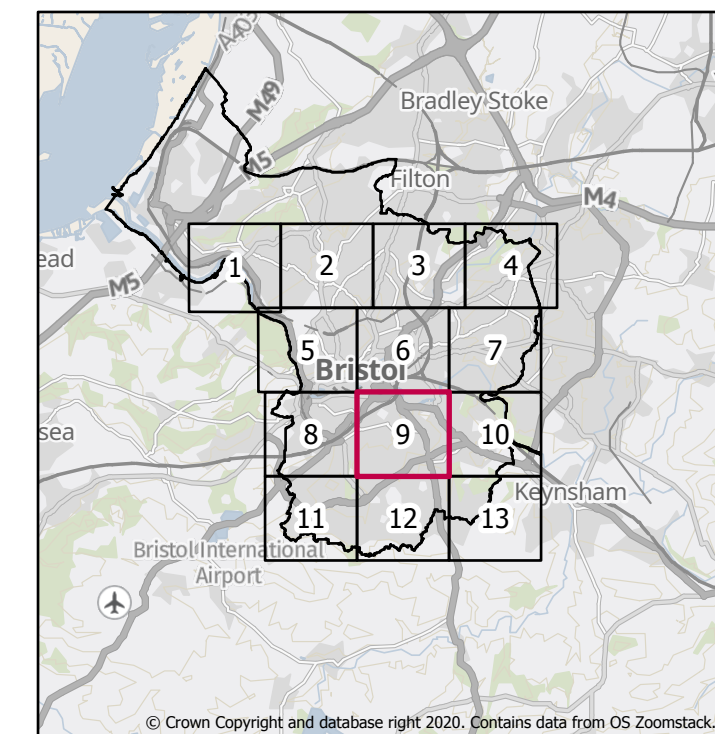 A403
M49
Bradley Stoke
M5
Filton
M4
ead
M5
1
2
3
4
5
6
7
Bristol
sea
8
9
10
Keynsham
11
12
13
Bristol International
Airport
© Crown Copyright and database right 2020. Contains data from OS Zoomstack.